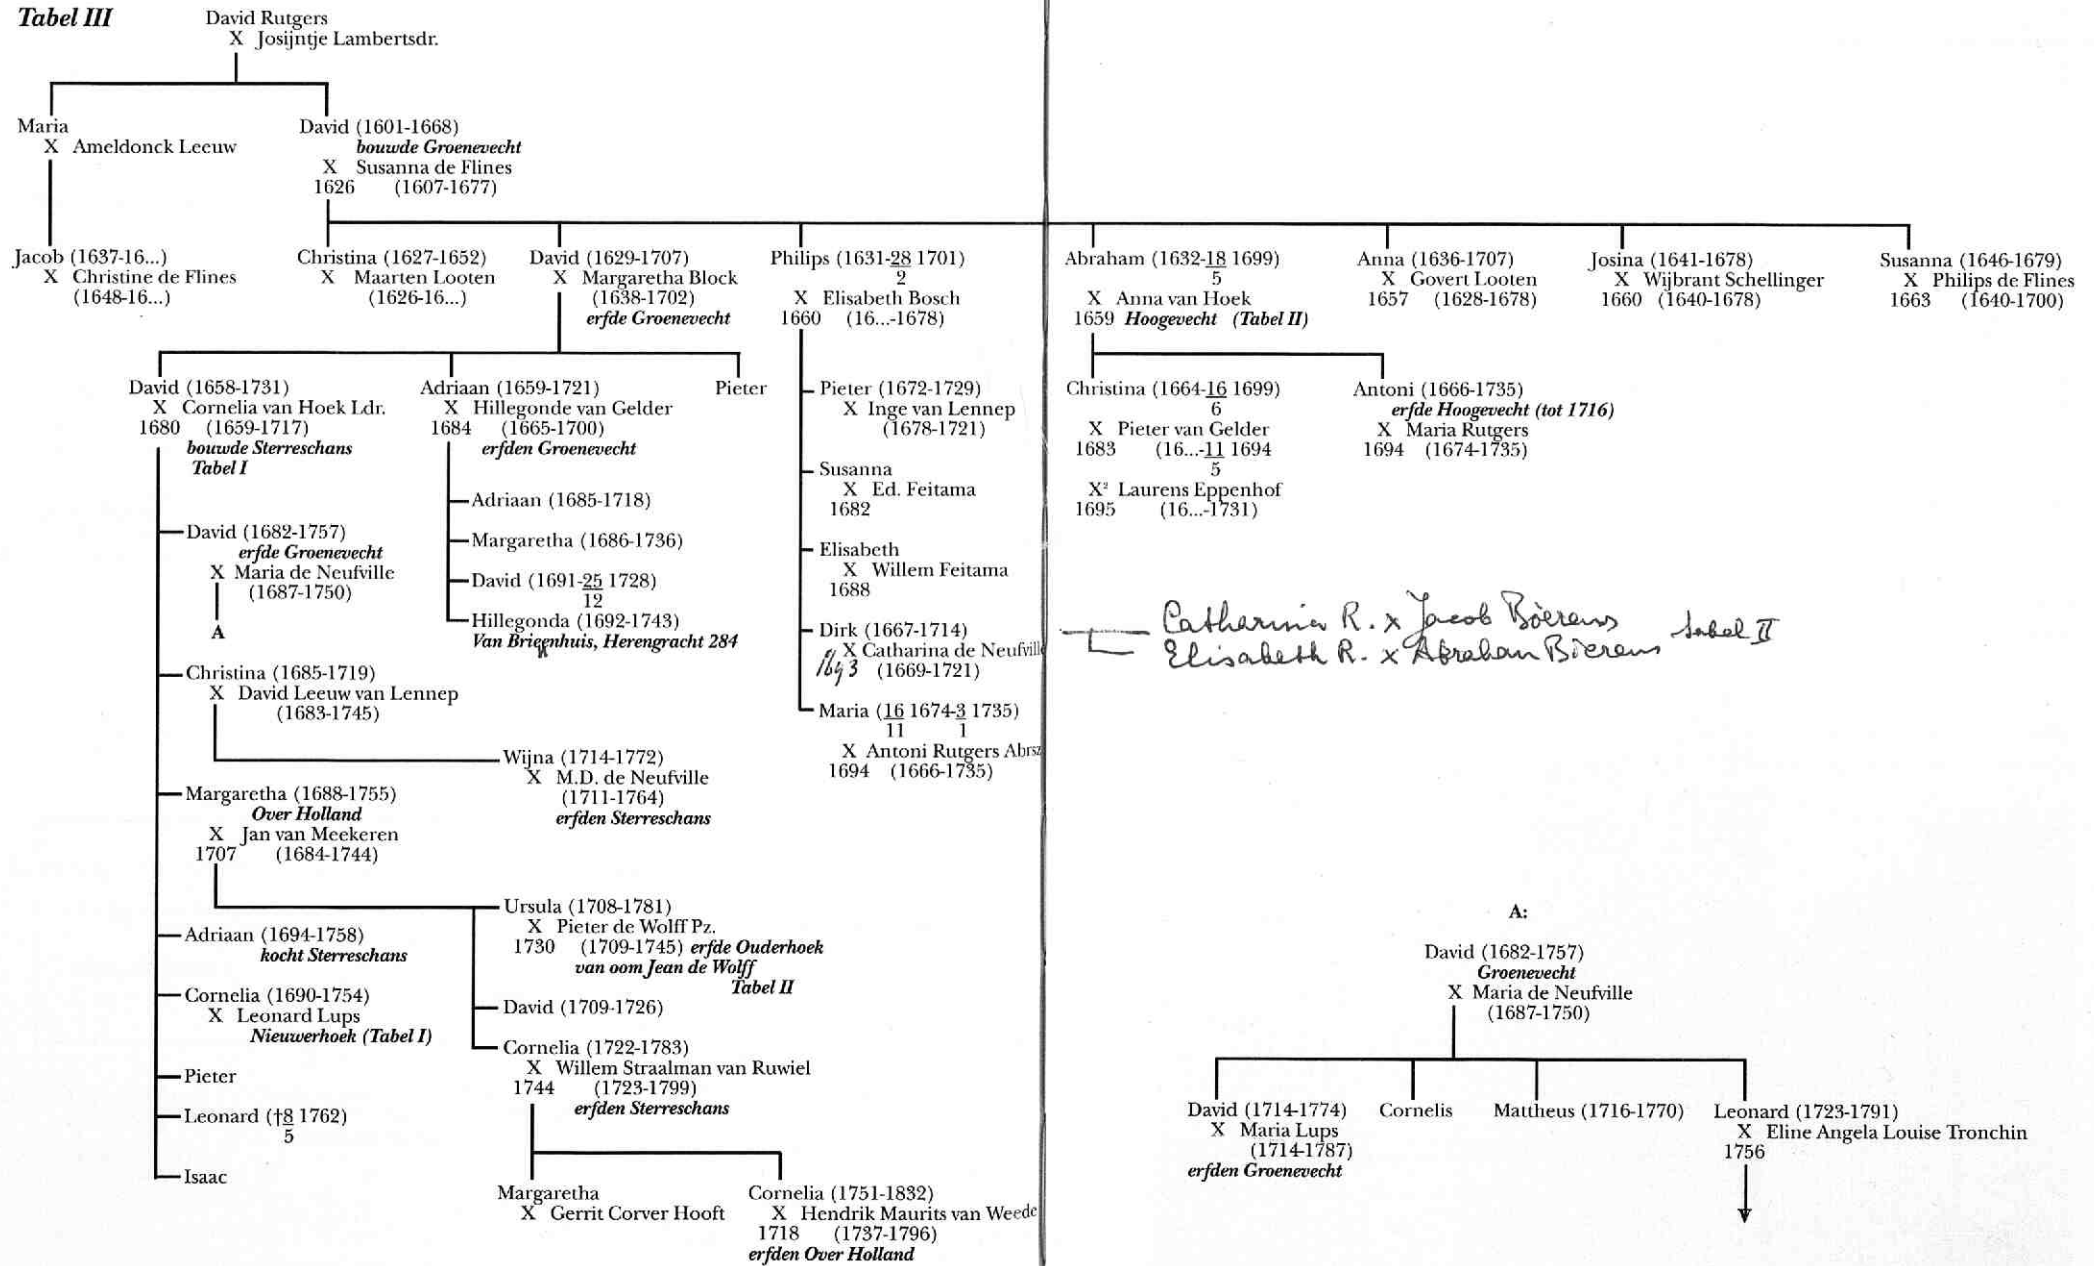 Tabel III
David Rutgers
X Josijntje Lambertsdr.
Maria
X Ameldonck Leeuw
David (1601-1668)
bouwde Groenevecht
X Susanna de Flines
1626 (1607-1677)
Jacob (1637-16...)
X Christine de Flines
(1648-16...)
Christina (1627-1652)
X Maarten Looten
(1626-16...)
David (1629-1707)
X Margaretha Block
(1638-1702)
erfde Groenevecht
Philips (1631-28 1701)
2
X Elisabeth Bosch
1660 (16...-1678)
Abraham (1632-18 1699)
5
X Anna van Hoek
1659 Hoogevecht (Tabel II)
Anna (1636-1707)
X Govert Looten
1657 (1628-1678)
Josina (1641-1678)
X Wijbrant Schellinger
1660 (1640-1678)
Susanna (1646-1679)
X Philips de Flines
1663 (1640-1700)
David (1658-1731)
X Cornelia van Hoek Ldr.
1680 (1659-1717)
bouwde Sterreschans
Tabel I
Adriaan (1659-1721)
X Hillegonde van Gelder
1684 (1665-1700)
erfden Groenevecht
Pieter
Pieter (1672-1729)
X Inge van Lennep
(1678-1721)
Christina (1664-16 1699)
6
X Pieter van Gelder
1683 (16...-11 1694
5
X² Laurens Eppenhof
1695 (16...-1731)
Antoni (1666-1735)
erfde Hoogevecht (tot 1716)
X Maria Rutgers
1694 (1674-1735)
Susanna
X Ed. Feitama
1682
Adriaan (1685-1718)
Margaretha (1686-1736)
David (1691-25 1728)
12
Hillegonda (1692-1743)
Van Brienenhuis, Herengracht 284
David (1682-1757)
erfde Groenevecht
X Maria de Neufville
(1687-1750)
A
Elisabeth
X Willem Feitama
1688
Dirk (1667-1714)
X Catharina de Neufville
1693 (1669-1721)
Catharina R. x Jacob Bierens
Elisabeth R. x Abraham Bierens tabel II
Maria (16 1674-3 1735)
11 1
X Antoni Rutgers Abrsz
1694 (1666-1735)
Christina (1685-1719)
X David Leeuw van Lennep
(1683-1745)
Wijna (1714-1772)
X M.D. de Neufville
(1711-1764)
erfden Sterreschans
Margaretha (1688-1755)
Over Holland
X Jan van Meekeren
1707 (1684-1744)
Ursula (1708-1781)
X Pieter de Wolff Pz.
1730 (1709-1745) erfde Ouderhoek
van oom Jean de Wolff
Tabel II
Adriaan (1694-1758)
kocht Sterreschans
Cornelia (1690-1754)
X Leonard Lups
Nieuwerhoek (Tabel I)
David (1709-1726)
Cornelia (1722-1783)
X Willem Straalman van Ruwiel
1744 (1723-1799)
erfden Sterreschans
Pieter
Leonard (†8 1762)
5
Isaac
Margaretha
X Gerrit Corver Hooft
Cornelia (1751-1832)
X Hendrik Maurits van Weede
1718 (1737-1796)
erfden Over Holland
A:
David (1682-1757)
Groenevecht
X Maria de Neufville
(1687-1750)
David (1714-1774)
X Maria Lups
(1714-1787)
erfden Groenevecht
Cornelis
Mattheus (1716-1770)
Leonard (1723-1791)
X Eline Angela Louise Tronchin
1756